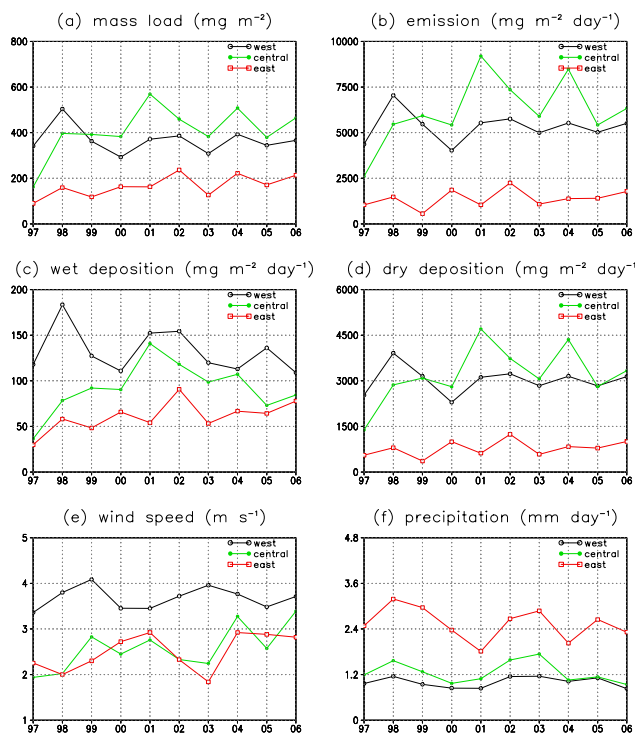 (a) mass load (mg m⁻²)
800
600
400
200
0
97 98 99 00 01 02 03 04 05 06
west
central
east
(b) emission (mg m⁻² day⁻¹)
10000
7500
5000
2500
0
97 98 99 00 01 02 03 04 05 06
west
central
east
(c) wet deposition (mg m⁻² day⁻¹)
200
150
100
50
0
97 98 99 00 01 02 03 04 05 06
west
central
east
(d) dry deposition (mg m⁻² day⁻¹
6000
4500
3000
1500
0
97 98 99 00 01 02 03 04 05 06
west
central
east
(e) wind speed (m s⁻¹)
5
4
3
2
1
97 98 99 00 01 02 03 04 05 06
west
central
east
(f) precipitation (mm day⁻¹)
4.8
3.6
2.4
1.2
0
97 98 99 00 01 02 03 04 05 06
west
central
east